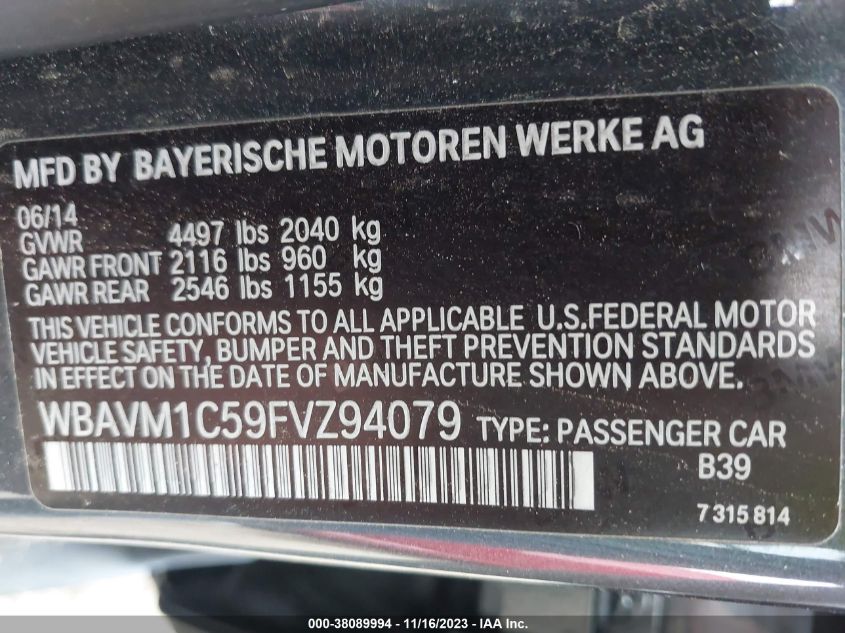 MFD BY BAYERISCHE MOTOREN WERKE AG
06/14
GVWR 4497 lbs 2040 kg
GAWR FRONT 2116 lbs 960 kg
GAWR REAR 2546 lbs 1155 kg
THIS VEHICLE CONFORMS TO ALL APPLICABLE U.S.FEDERAL MOTOR
VEHICLE SAFETY, BUMPER AND THEFT PREVENTION STANDARDS
IN EFFECT ON THE DATE OF MANUFACTURE SHOWN ABOVE.
WBAVM1C59FVZ94079 TYPE: PASSENGER CAR
B39
7 315 814
BMW
BMW
000-38089994 - 11/16/2023 - © IAA Inc.